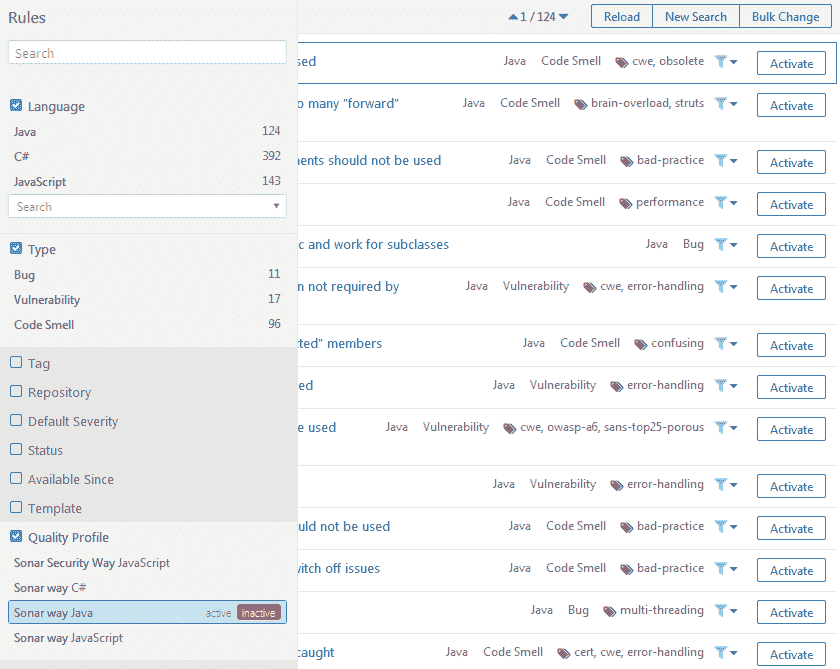 Rules
Search
Language
Java 124
C# 392
JavaScript 143
Search
Type
Bug 11
Vulnerability 17
Code Smell 96
Tag
Repository
Default Severity
Status
Available Since
Template
Quality Profile
Sonar Security Way JavaScript
Sonar way C#
Sonar way Java active inactive
Sonar way JavaScript
1 / 124 Reload New Search Bulk Change
sed Java Code Smell cwe, obsolete Activate
o many "forward" Java Code Smell brain-overload, struts Activate
nents should not be used Java Code Smell bad-practice Activate
Java Code Smell performance Activate
c and work for subclasses Java Bug Activate
n not required by Java Vulnerability cwe, error-handling Activate
ted" members Java Code Smell confusing Activate
ed Java Vulnerability error-handling Activate
e used Java Vulnerability cwe, owasp-a6, sans-top25-porous Activate
Java Vulnerability error-handling Activate
uld not be used Java Code Smell bad-practice Activate
witch off issues Java Code Smell bad-practice Activate
Java Bug multi-threading Activate
caught Java Code Smell cert, cwe, error-handling Activate